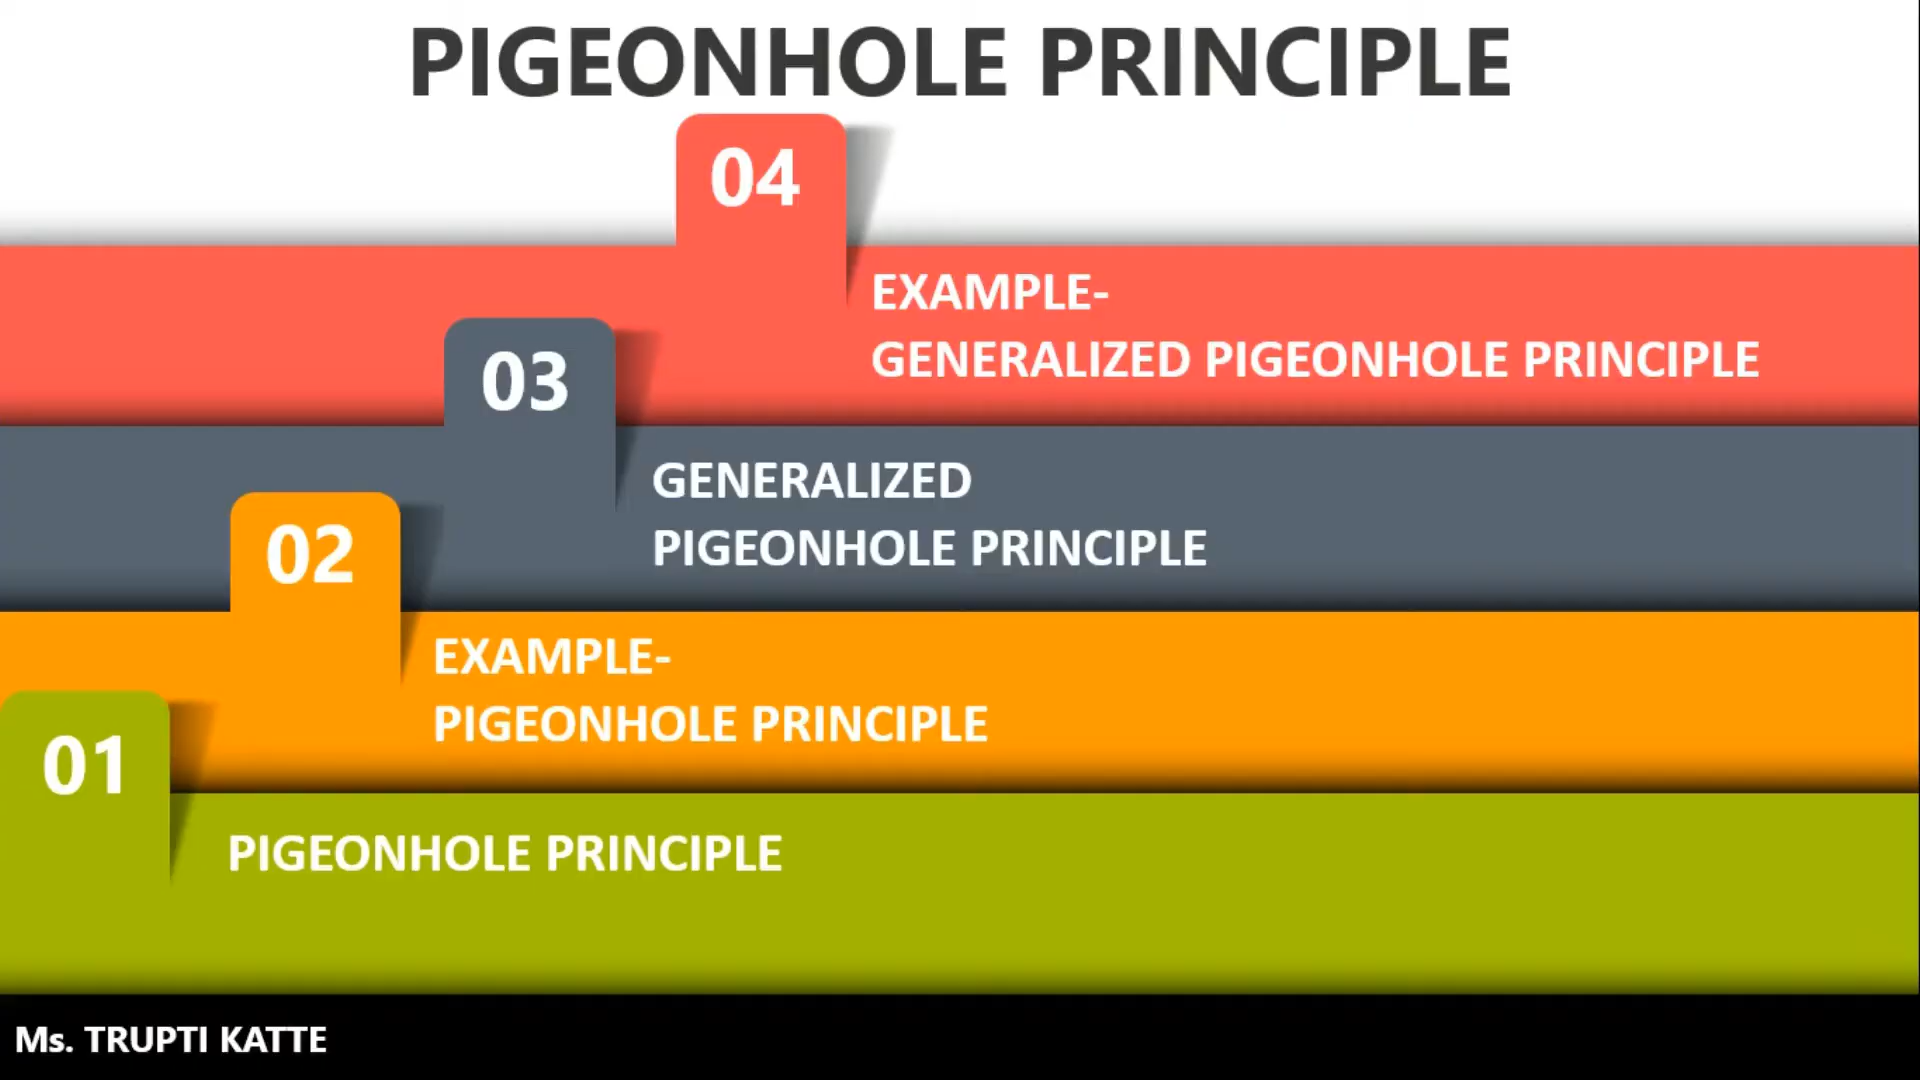 PIGEONHOLE PRINCIPLE
04
EXAMPLE-
GENERALIZED PIGEONHOLE PRINCIPLE
03
GENERALIZED
PIGEONHOLE PRINCIPLE
02
EXAMPLE-
PIGEONHOLE PRINCIPLE
01
PIGEONHOLE PRINCIPLE
Ms. TRUPTI KATTE